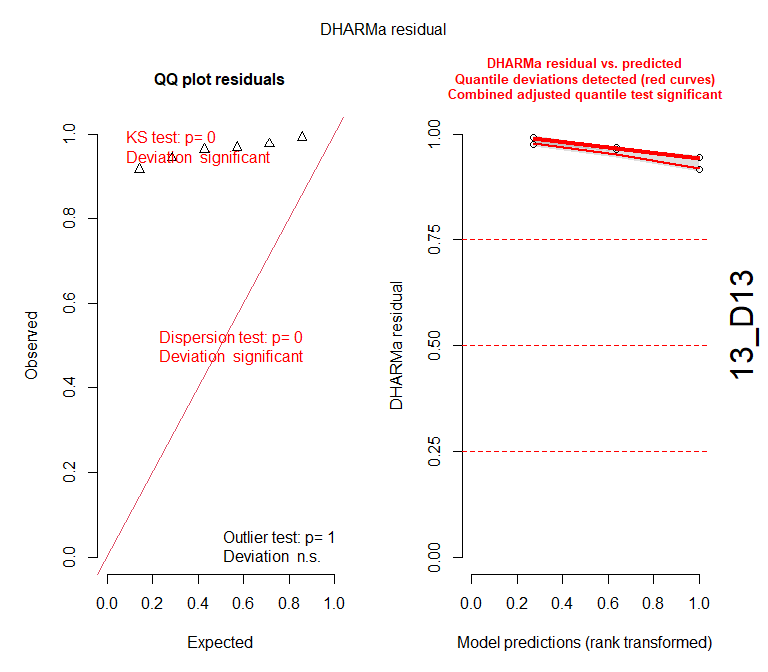 DHARMa residual
QQ plot residuals
KS test: p= 0
Deviation significant
Dispersion test: p= 0
Deviation significant
Outlier test: p= 1
Deviation n.s.
Observed
0.0
0.2
0.4
0.6
0.8
1.0
0.0 0.2 0.4 0.6 0.8 1.0
Expected
DHARMa residual vs. predicted
Quantile deviations detected (red curves)
Combined adjusted quantile test significant
DHARMa residual
0.00
0.25
0.50
0.75
1.00
0.0 0.2 0.4 0.6 0.8 1.0
Model predictions (rank transformed)
13_D13